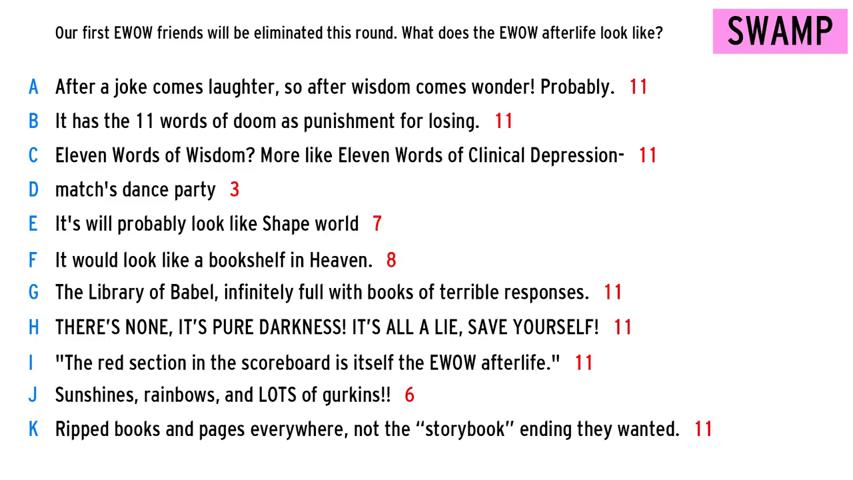 Our first EWOW friends will be eliminated this round. What does the EWOW afterlife look like?
SWAMP
A After a joke comes laughter, so after wisdom comes wonder! Probably. 11
B It has the 11 words of doom as punishment for losing. 11
C Eleven Words of Wisdom? More like Eleven Words of Clinical Depression- 11
D match's dance party 3
E It's will probably look like Shape world 7
F It would look like a bookshelf in Heaven. 8
G The Library of Babel, infinitely full with books of terrible responses. 11
H THERE’S NONE, IT’S PURE DARKNESS! IT’S ALL A LIE, SAVE YOURSELF! 11
I "The red section in the scoreboard is itself the EWOW afterlife." 11
J Sunshines, rainbows, and LOTS of gurkins!! 6
K Ripped books and pages everywhere, not the “storybook” ending they wanted. 11